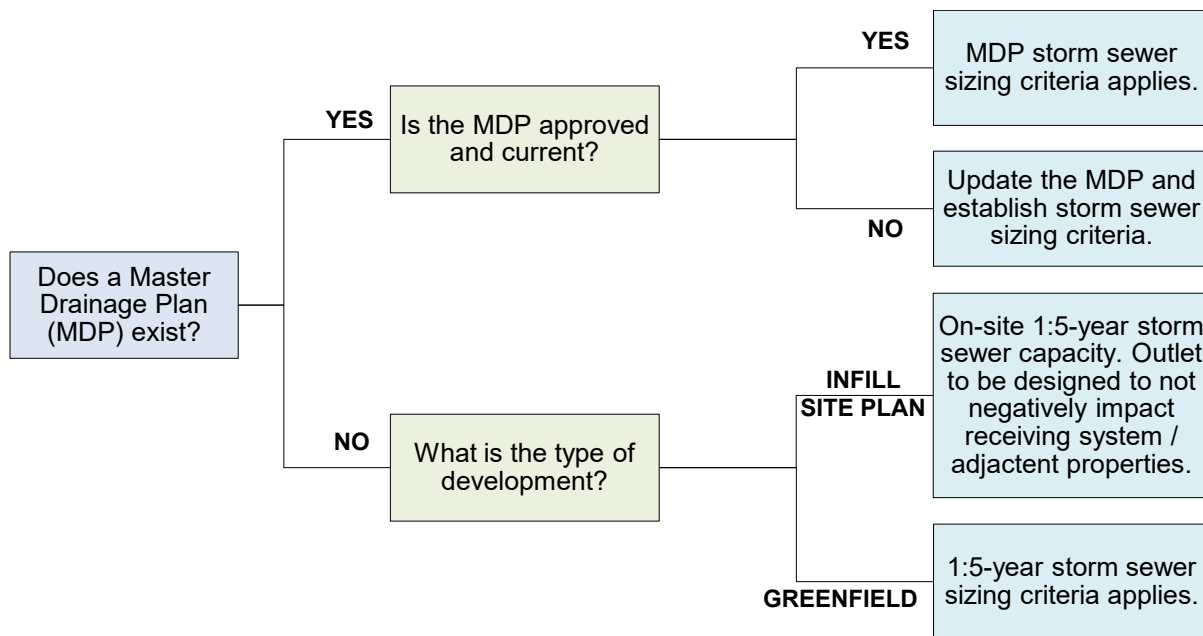 Does a Master
Drainage Plan
(MDP) exist?
YES
Is the MDP approved
and current?
YES
MDP storm sewer
sizing criteria applies.
NO
Update the MDP and
establish storm sewer
sizing criteria.
NO
What is the type of
development?
INFILL
SITE PLAN
On-site 1:5-year storm
sewer capacity. Outlet
to be designed to not
negatively impact
receiving system /
adjactent properties.
GREENFIELD
1:5-year storm sewer
sizing criteria applies.